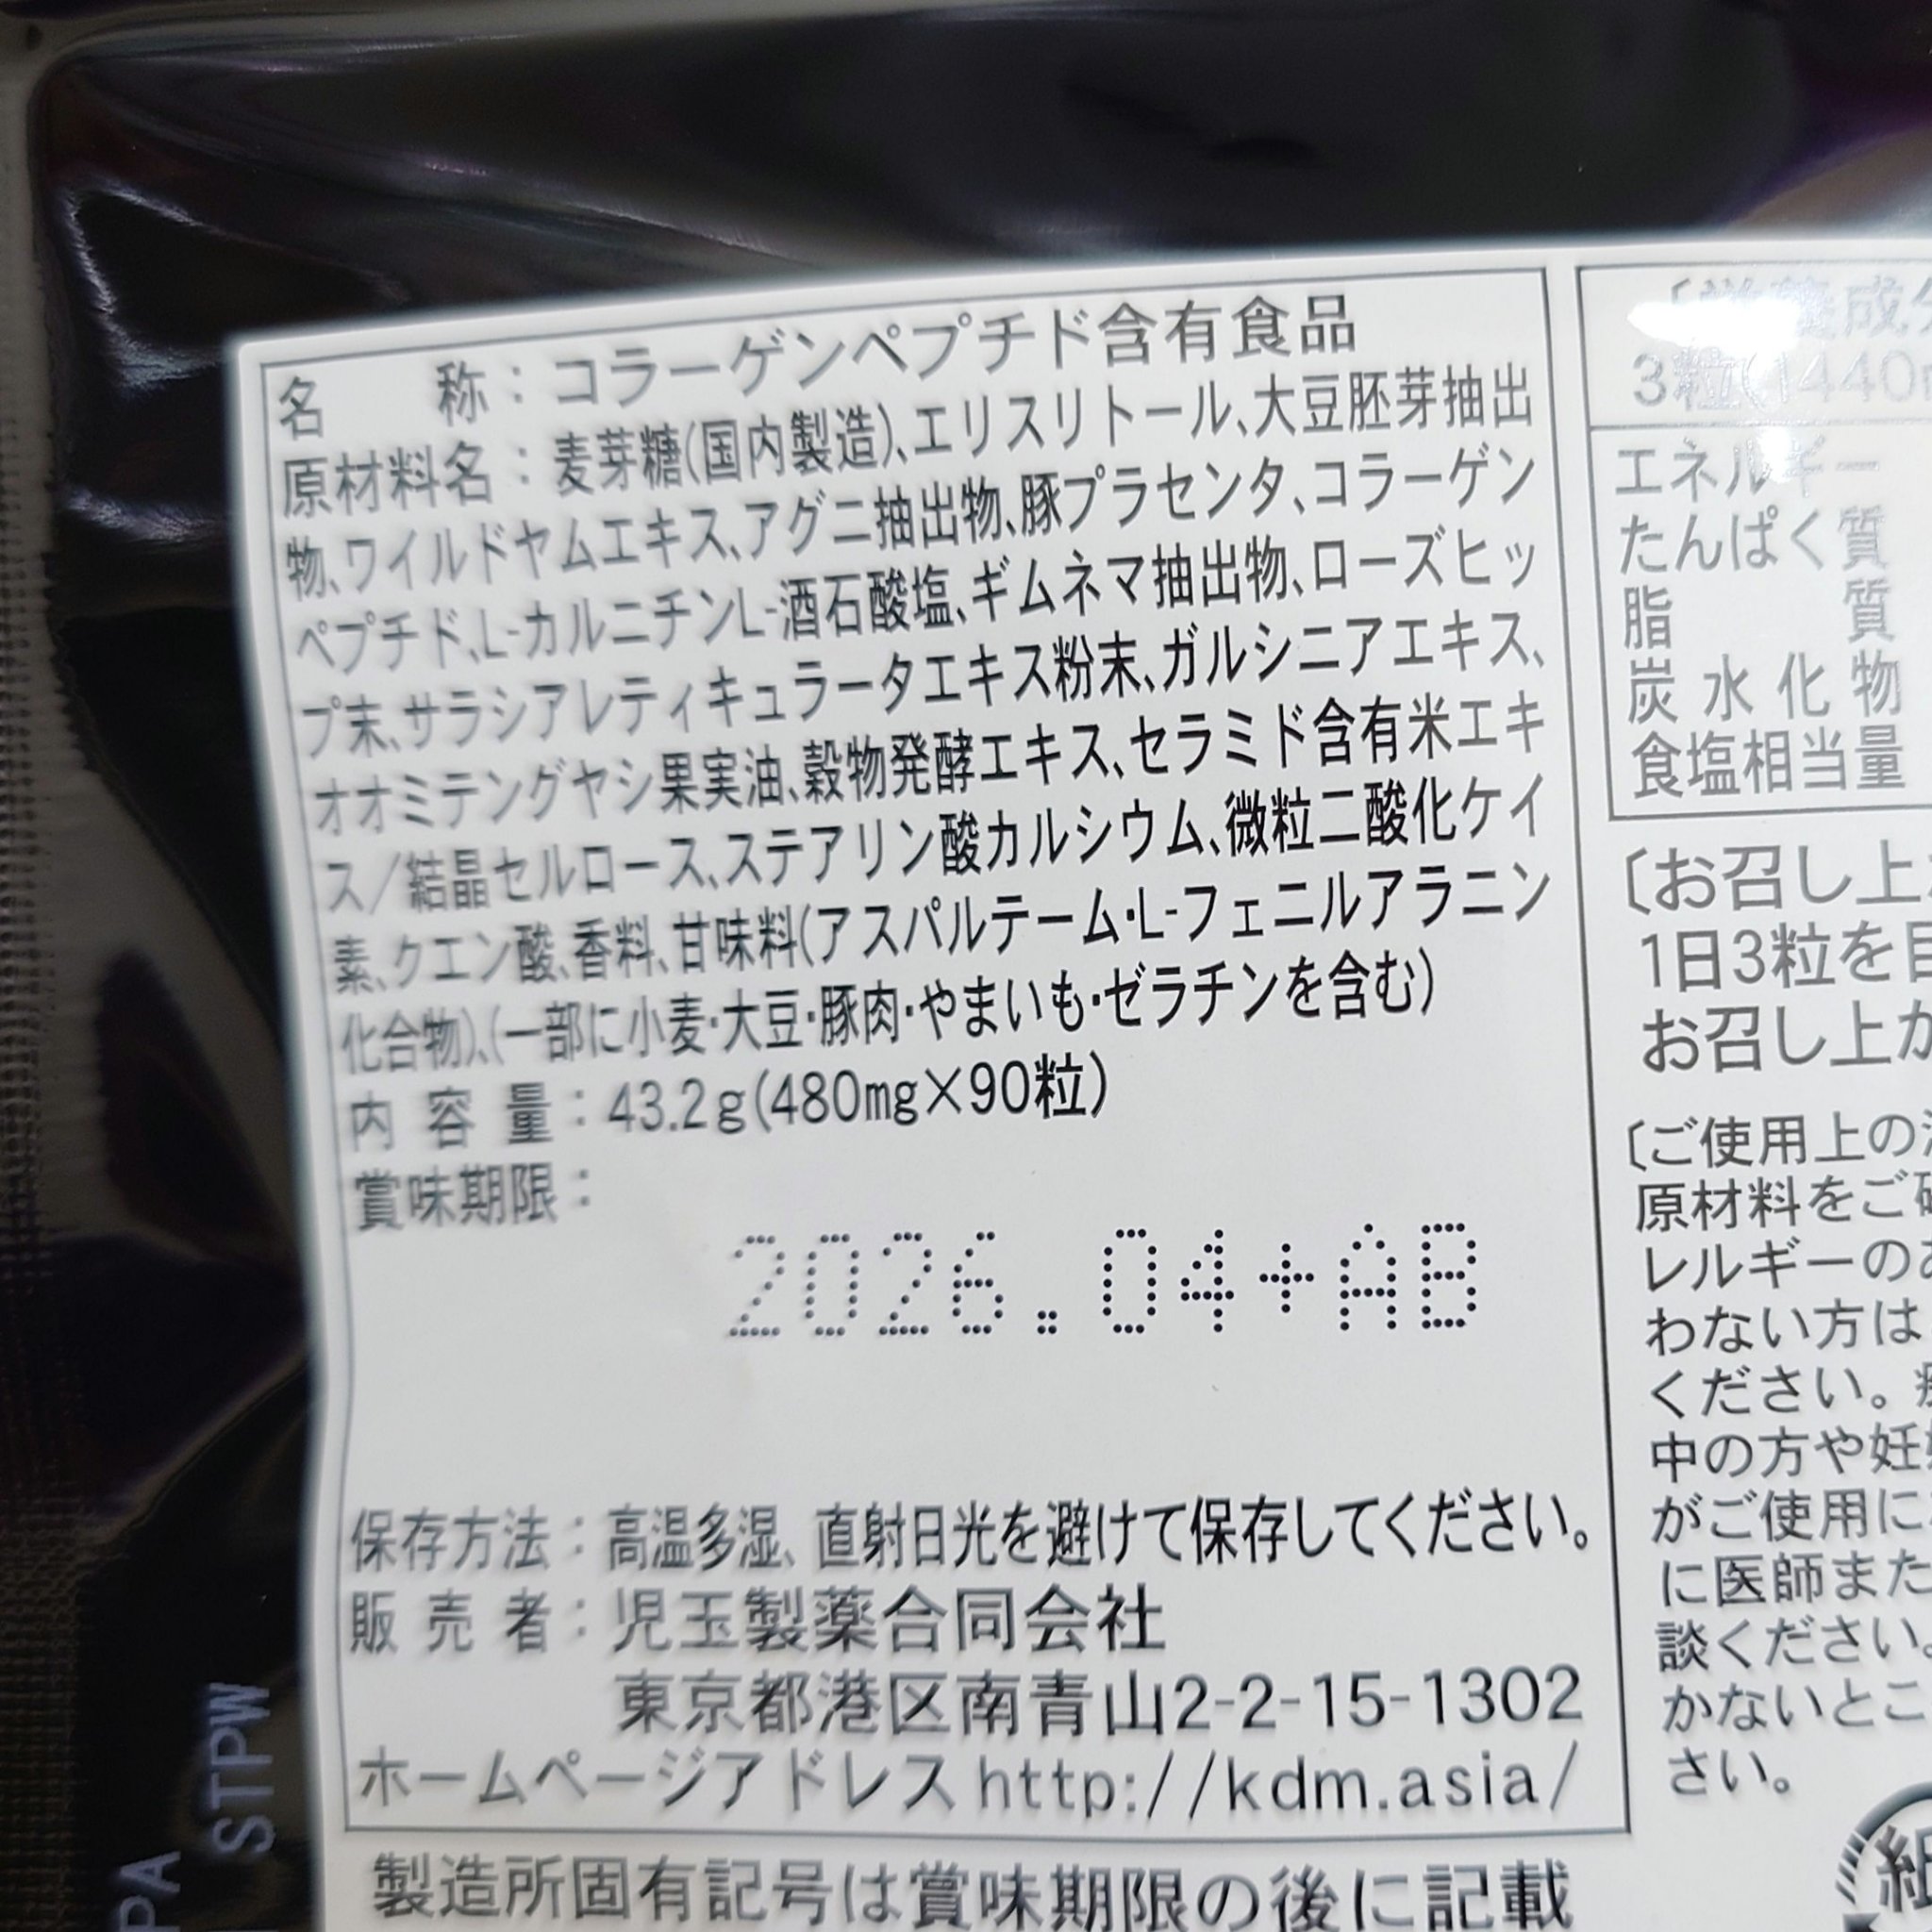 名称：コラーゲンペプチド含有食品
原材料名：麦芽糖(国内製造)、エリスリトール、大豆胚芽抽出
物、ワイルドヤムエキス、アグニ抽出物、豚プラセンタ、コラーゲン
ペプチド、L-カルニチンL-酒石酸塩、ギムネマ抽出物、ローズヒッ
プ末、サラシアレティキュラータエキス粉末、ガルシニアエキス、
オオミテングヤシ果実油、穀物発酵エキス、セラミド含有米エキ
ス/結晶セルロース、ステアリン酸カルシウム、微粒二酸化ケイ
素、クエン酸、香料、甘味料(アスパルテーム・L-フェニルアラニン
化合物)、(一部に小麦・大豆・豚肉・やまいも・ゼラチンを含む)
内容量：43.2g(480mg×90粒)
賞味期限：
2026.04+AB
保存方法：高温多湿、直射日光を避けて保存してください。
販売者：児玉製薬合同会社
東京都港区南青山2-2-15-1302
ホームページアドレス http://kdm.asia/
製造所固有記号は賞味期限の後に記載
3粒(1440
エネルギー
たんぱく質
脂質
炭水化物
食塩相当量
〔お召し上
1日3粒を
お召し上が
〔ご使用上の
原材料をご
レルギーのあ
わない方は
ください。
中の方や妊
がご使用に
に医師また
談ください。
かないとこ
さい。
STPW
PA